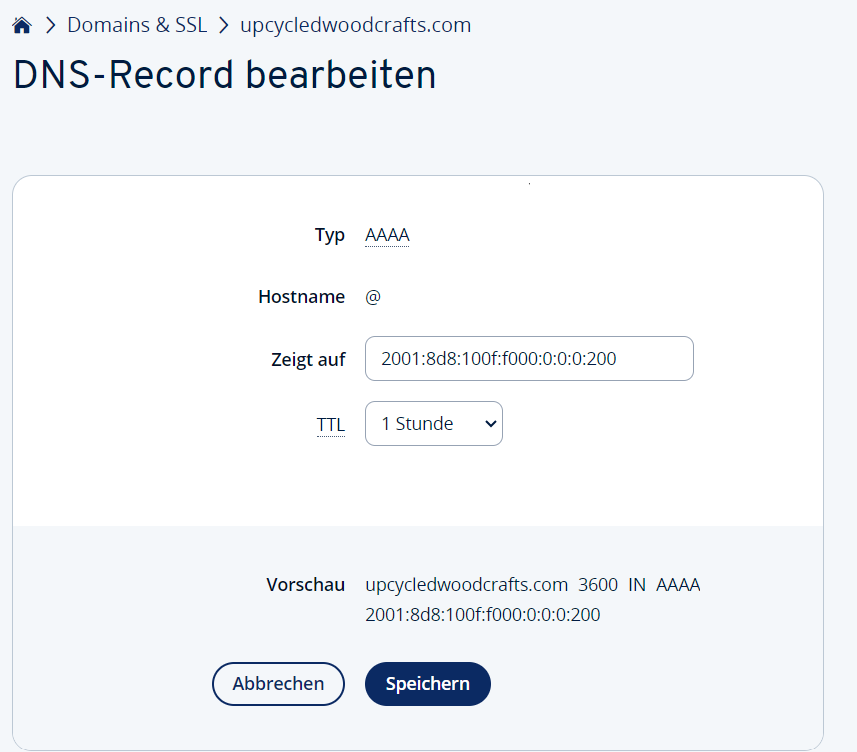 Domains & SSL > upcycledwoodcrafts.com
DNS-Record bearbeiten
Typ AAAA
Hostname @
Zeigt auf 2001:8d8:100f:f000:0:0:0:200
TTL 1 Stunde
Vorschau upcycledwoodcrafts.com 3600 IN AAAA
2001:8d8:100f:f000:0:0:0:200
Abbrechen Speichern